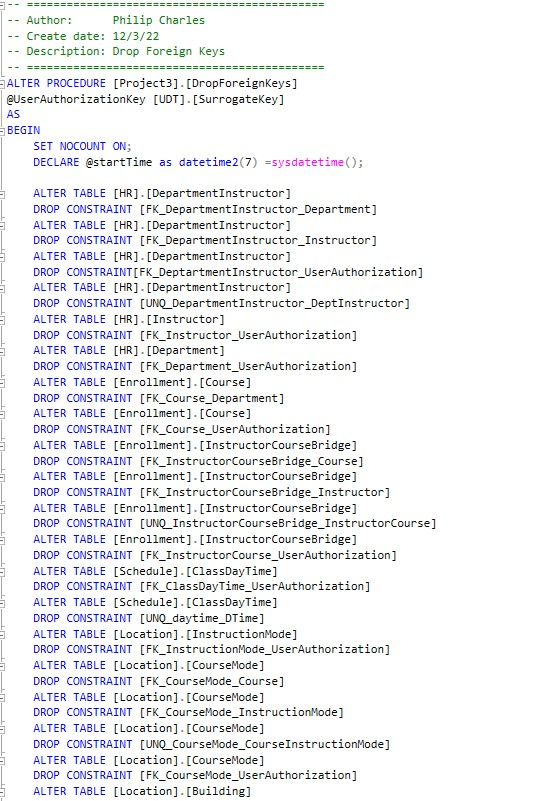 -- =============================================
-- Author:      Philip Charles
-- Create date: 12/3/22
-- Description: Drop Foreign Keys
-- =============================================
ALTER PROCEDURE [Project3].[DropForeignKeys]
@UserAuthorizationKey [UDT].[SurrogateKey]
AS
BEGIN
    SET NOCOUNT ON;
    DECLARE @startTime as datetime2(7) =sysdatetime();

    ALTER TABLE [HR].[DepartmentInstructor]
    DROP CONSTRAINT [FK_DepartmentInstructor_Department]
    ALTER TABLE [HR].[DepartmentInstructor]
    DROP CONSTRAINT [FK_DepartmentInstructor_Instructor]
    ALTER TABLE [HR].[DepartmentInstructor]
    DROP CONSTRAINT[FK_DeptartmentInstructor_UserAuthorization]
    ALTER TABLE [HR].[DepartmentInstructor]
    DROP CONSTRAINT [UNQ_DepartmentInstructor_DeptInstructor]
    ALTER TABLE [HR].[Instructor]
    DROP CONSTRAINT [FK_Instructor_UserAuthorization]
    ALTER TABLE [HR].[Department]
    DROP CONSTRAINT [FK_Department_UserAuthorization]
    ALTER TABLE [Enrollment].[Course]
    DROP CONSTRAINT [FK_Course_Department]
    ALTER TABLE [Enrollment].[Course]
    DROP CONSTRAINT [FK_Course_UserAuthorization]
    ALTER TABLE [Enrollment].[InstructorCourseBridge]
    DROP CONSTRAINT [FK_InstructorCourseBridge_Course]
    ALTER TABLE [Enrollment].[InstructorCourseBridge]
    DROP CONSTRAINT [FK_InstructorCourseBridge_Instructor]
    ALTER TABLE [Enrollment].[InstructorCourseBridge]
    DROP CONSTRAINT [UNQ_InstructorCourseBridge_InstructorCourse]
    ALTER TABLE [Enrollment].[InstructorCourseBridge]
    DROP CONSTRAINT [FK_InstructorCourse_UserAuthorization]
    ALTER TABLE [Schedule].[ClassDayTime]
    DROP CONSTRAINT [FK_ClassDayTime_UserAuthorization]
    ALTER TABLE [Schedule].[ClassDayTime]
    DROP CONSTRAINT [UNQ_daytime_DTime]
    ALTER TABLE [Location].[InstructionMode]
    DROP CONSTRAINT [FK_InstructionMode_UserAuthorization]
    ALTER TABLE [Location].[CourseMode]
    DROP CONSTRAINT [FK_CourseMode_Course]
    ALTER TABLE [Location].[CourseMode]
    DROP CONSTRAINT [FK_CourseMode_InstructionMode]
    ALTER TABLE [Location].[CourseMode]
    DROP CONSTRAINT [UNQ_CourseMode_CourseInstructionMode]
    ALTER TABLE [Location].[CourseMode]
    DROP CONSTRAINT [FK_CourseMode_UserAuthorization]
    ALTER TABLE [Location].[Building]